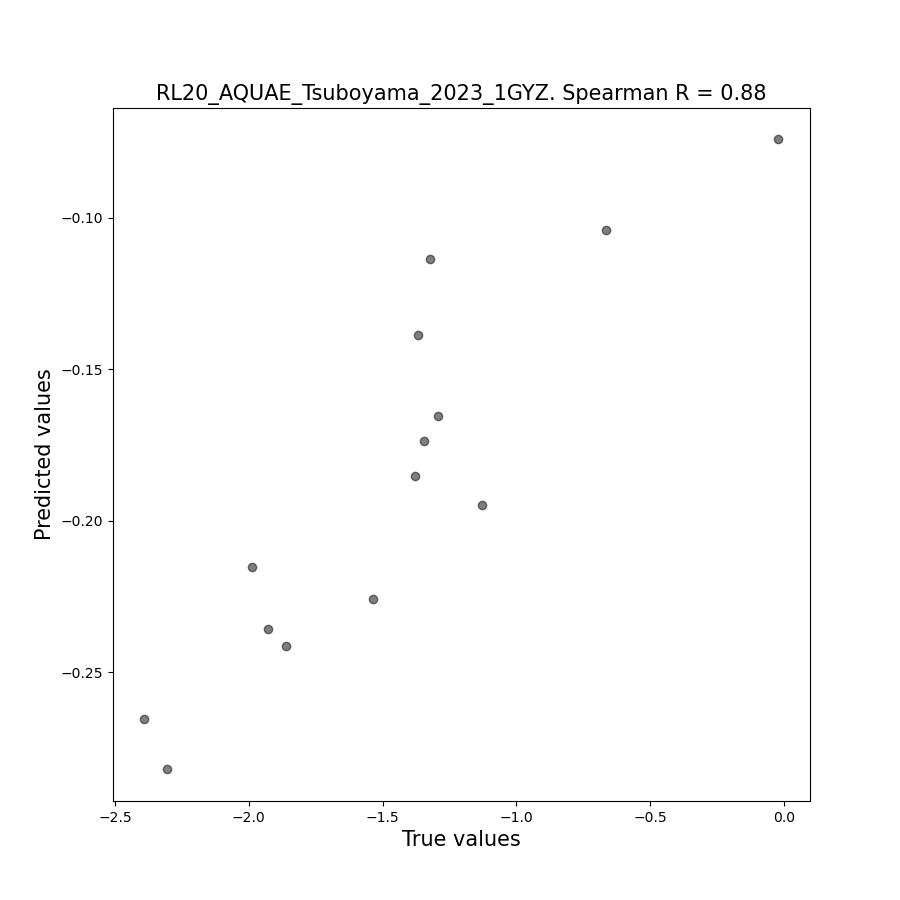 RL20_AQUAE_Tsuboyama_2023_1GYZ. Spearman R = 0.88
Predicted values
−0.10
−0.15
−0.20
−0.25
−2.5 −2.0 −1.5 −1.0 −0.5 0.0
True values